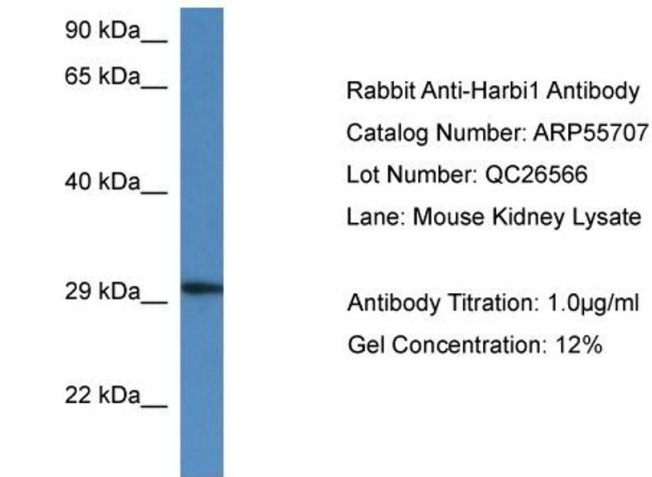 90 kDa__
65 kDa__
Rabbit Anti-Harbi1 Antibody
Catalog Number: ARP55707
Lot Number: QC26566
Lane: Mouse Kidney Lysate
40 kDa__
29 kDa__
Antibody Titration: 1.0µg/ml
Gel Concentration: 12%
22 kDa__